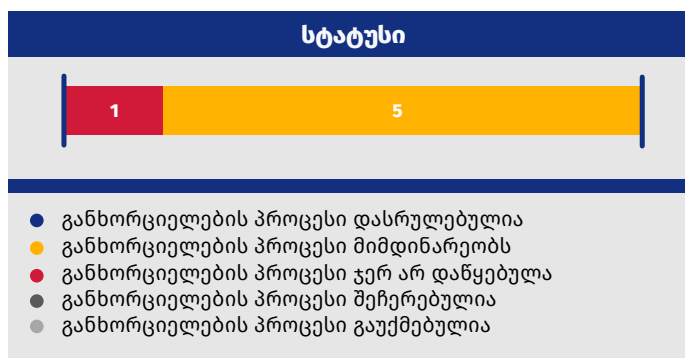 სტატუსი
1 5
განხორციელების პროცესი დასრულებულია
განხორციელების პროცესი მიმდინარეობს
განხორციელების პროცესი ჯერ არ დაწყებულა
განხორციელების პროცესი შეჩერებულია
განხორციელების პროცესი გაუქმებულია